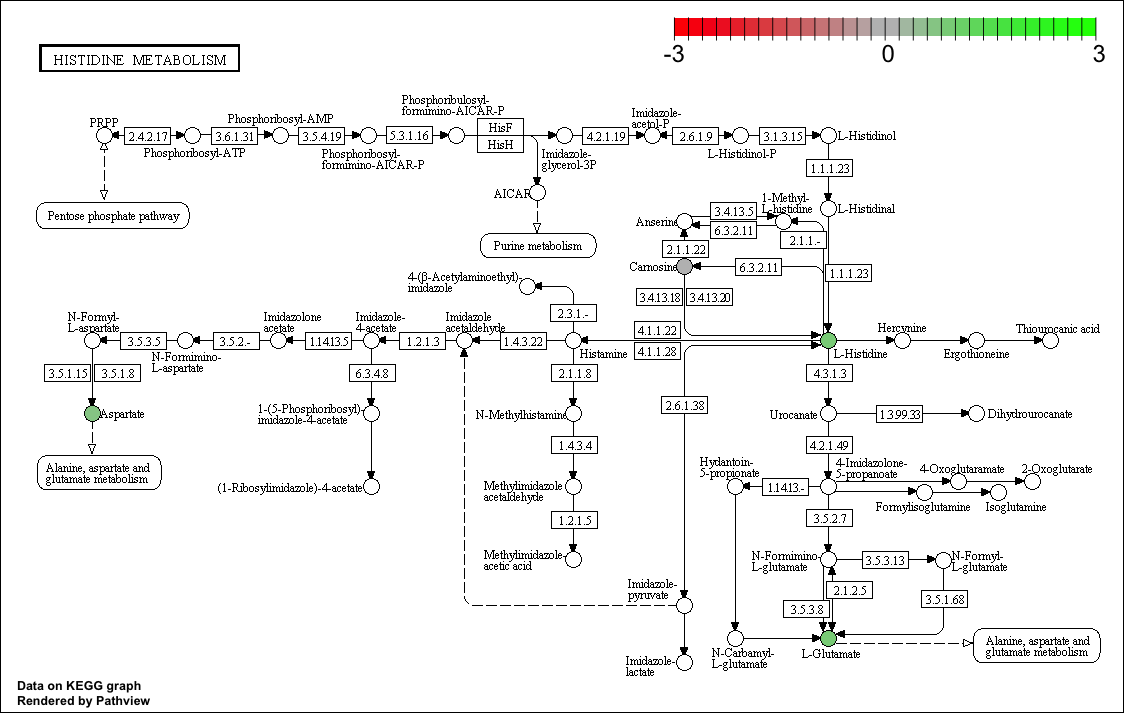 -3
0
3
HISTIDINE METABOLISM
PRPP
2.4.2.17
Phosphoribosyl-ATP
3.6.1.31
Phosphoribosyl-AMP
3.5.4.19
Phosphoribosyl-
formimino-AICAR-P
5.3.1.16
Phosphoribulosyl-
formimino-AICAR-P
HisF
HisH
Imidazole-
glycerol-3P
4.2.1.19
Imidazole-
acetol-P
2.6.1.9
L-Histidinol-P
3.1.3.15
L-Histidinol
1.1.1.23
AICAR
Pentose phosphate pathway
Purine metabolism
L-Histidinal
1-Methyl-
L-histidine
3.4.13.5
Anserine
6.3.2.11
2.1.1.22
2.1.1.-
Carnosine
6.3.2.11
1.1.1.23
3.4.13.18
3.4.13.20
4-(β-Acetylaminoethyl)-
imidazole
2.3.1.-
N-Formyl-
L-aspartate
3.5.3.5
N-Formimino-
L-aspartate
3.5.2.-
Imidazolone
acetate
1.14.13.5
Imidazole-
4-acetate
1.2.1.3
Imidazole
acetaldehyde
1.4.3.22
Histamine
4.1.1.22
4.1.1.28
L-Histidine
Hercynine
Ergothioneine
Thiourocanic acid
3.5.1.15
3.5.1.8
6.3.4.8
2.1.1.8
4.3.1.3
Aspartate
1-(5-Phosphoribosyl)-
imidazole-4-acetate
N-Methylhistamine
2.6.1.38
Urocanate
1.3.99.33
Dihydrourocanate
1.4.3.4
4.2.1.49
Alanine, aspartate and
glutamate metabolism
(1-Ribosylimidazole)-4-acetate
Methylimidazole
acetaldehyde
Hydantoin-
5-propionate
1.14.13.-
4-Imidazolone-
5-propanoate
4-Oxoglutaramate
2-Oxoglutarate
Formylisoglutamine
Isoglutamine
1.2.1.5
3.5.2.7
Methylimidazole-
acetic acid
N-Formimino-
L-glutamate
3.5.3.13
N-Formyl-
L-glutamate
Imidazole-
pyruvate
2.1.2.5
3.5.3.8
3.5.1.68
Imidazole-
lactate
N-Carbamyl-
L-glutamate
L-Glutamate
Alanine, aspartate and
glutamate metabolism
Data on KEGG graph
Rendered by Pathview